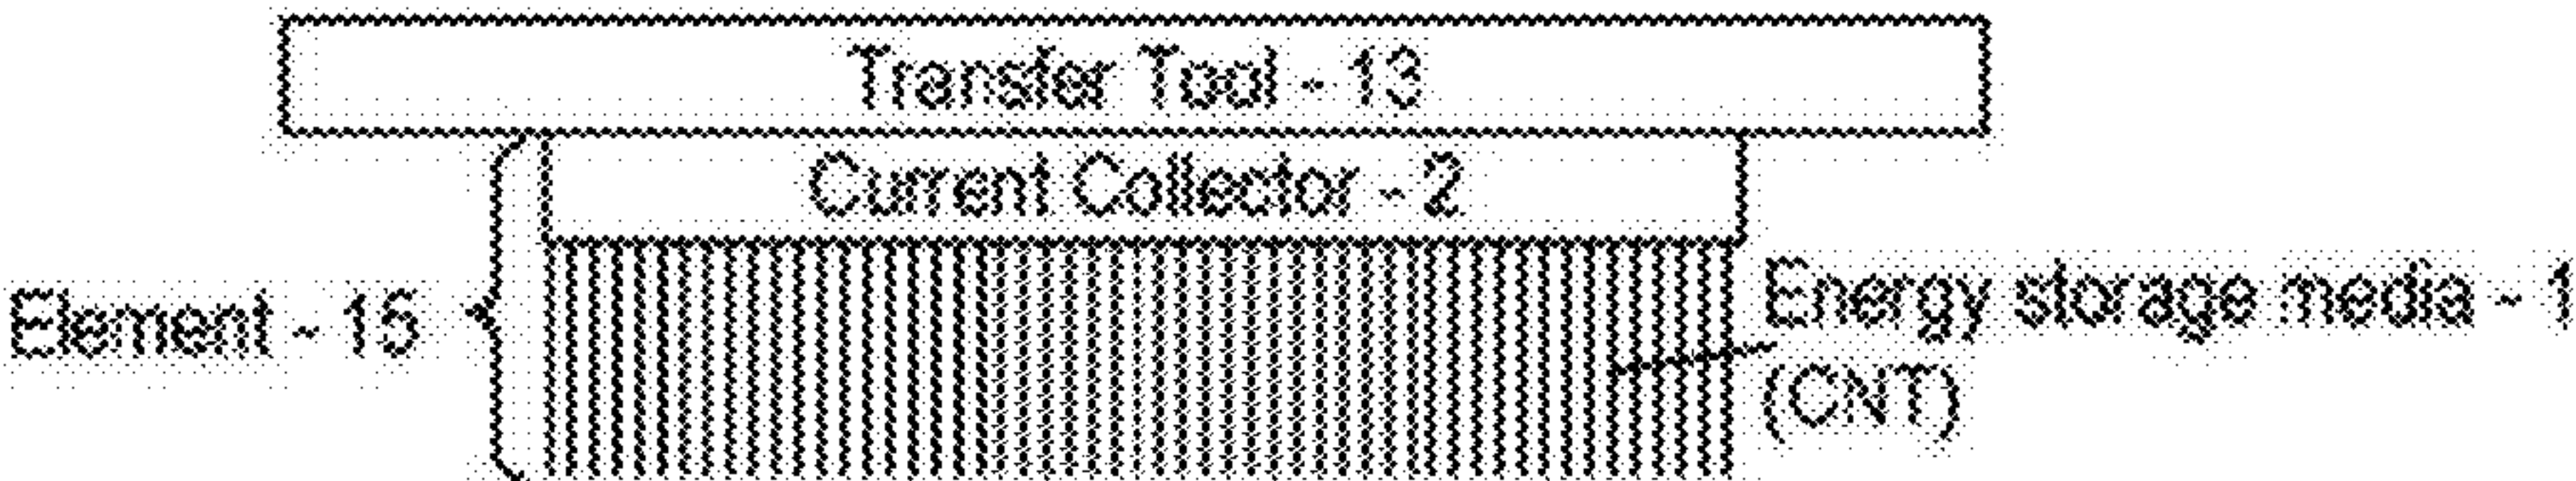 Transfer Tool - 13
Current Collector - 2
Element - 15
Energy storage media - 1
(CNT)